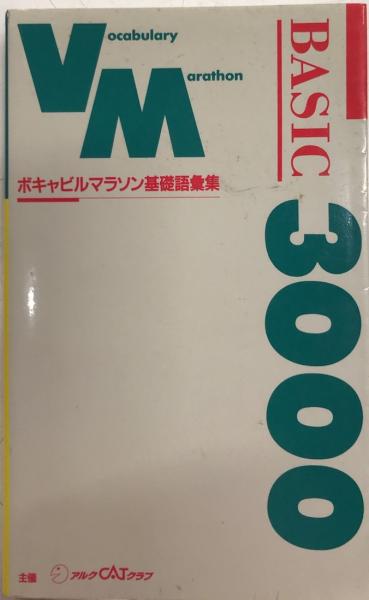 Vocabulary
Marathon
ボキャビルマラソン基礎語彙集
BASIC 3000
主催 アルク CATクラブ